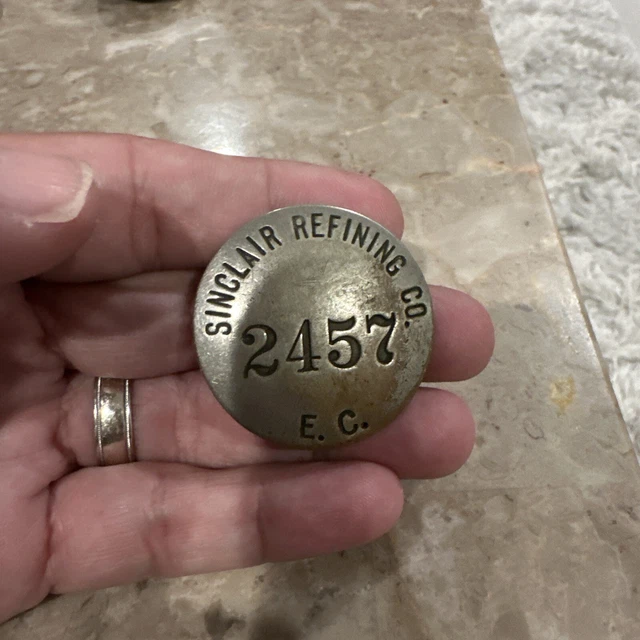 SINCLAIR REFINING CO.
2457
E. C.